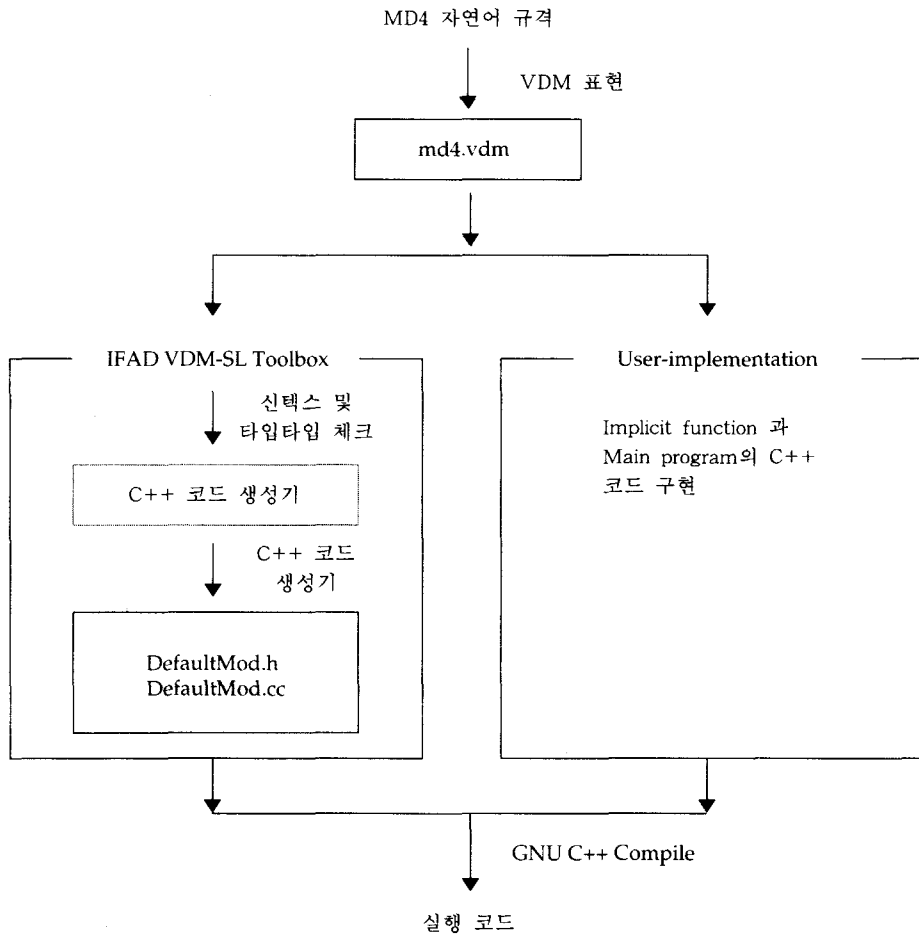 MD4 자연어 규격
VDM 표현
md4.vdm
IFAD VDM-SL Toolbox
신텍스 및
타입타입 체크
C++ 코드 생성기
C++ 코드
생성기
DefaultMod.h
DefaultMod.cc
User-implementation
Implicit function 과
Main program의 C++
코드 구현
GNU C++ Compile
실행 코드